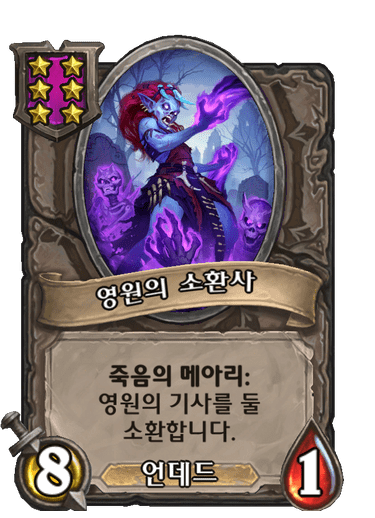 영원의 소환사
죽음의 메아리:
영원의 기사를 둘
소환합니다.
8
언데드
1